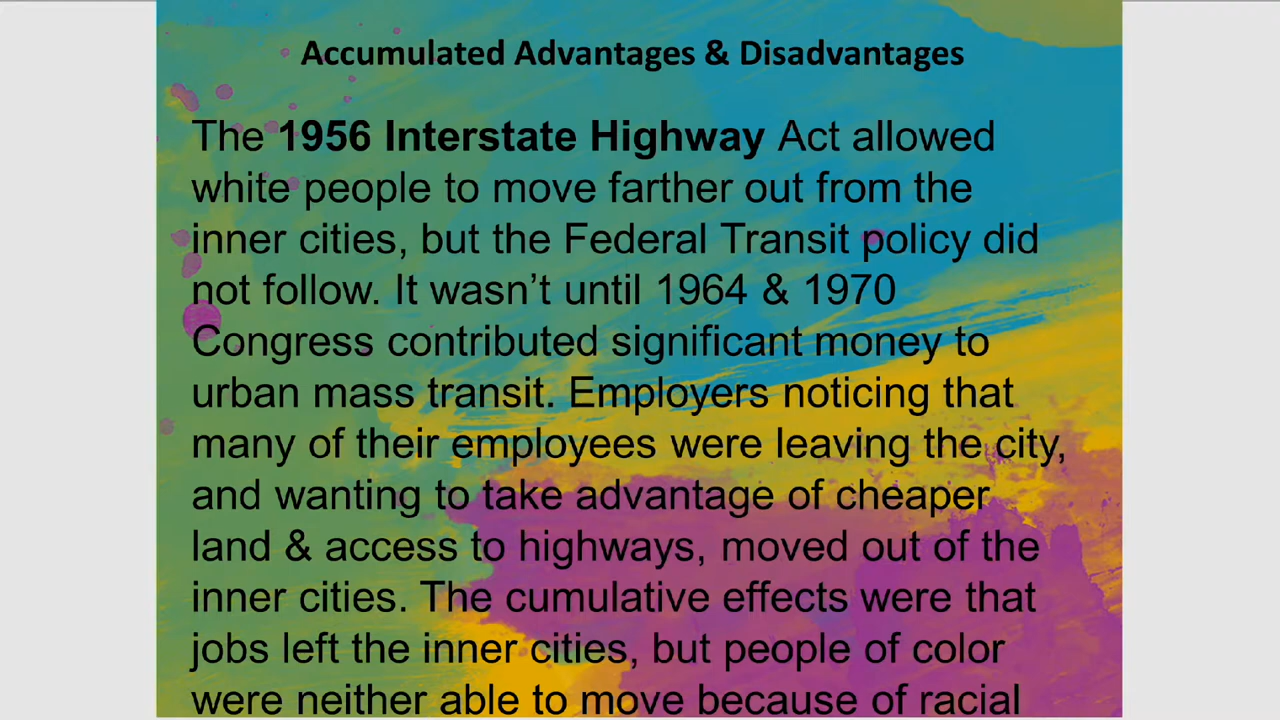 Accumulated Advantages & Disadvantages
The 1956 Interstate Highway Act allowed
white people to move farther out from the
inner cities, but the Federal Transit policy did
not follow. It wasn’t until 1964 & 1970
Congress contributed significant money to
urban mass transit. Employers noticing that
many of their employees were leaving the city,
and wanting to take advantage of cheaper
land & access to highways, moved out of the
inner cities. The cumulative effects were that
jobs left the inner cities, but people of color
were neither able to move because of racial